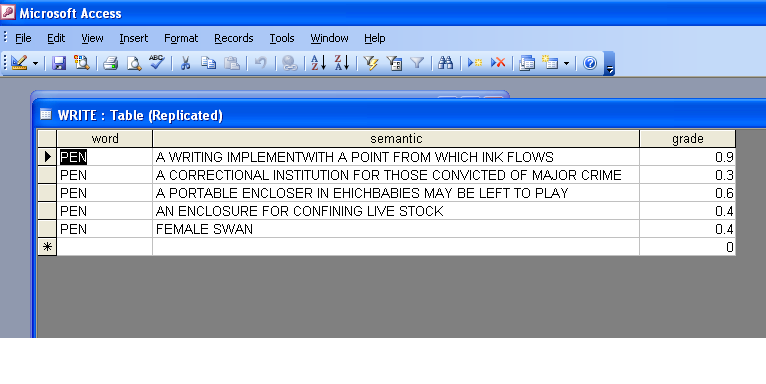 Microsoft Access
File Edit View Insert Format Records Tools Window Help
WRITE : Table (Replicated)
word semantic grade
PEN A WRITING IMPLEMENTWITH A POINT FROM WHICH INK FLOWS 0.9
PEN A CORRECTIONAL INSTITUTION FOR THOSE CONVICTED OF MAJOR CRIME 0.3
PEN A PORTABLE ENCLOSER IN EHICHBABIES MAY BE LEFT TO PLAY 0.6
PEN AN ENCLOSURE FOR CONFINING LIVE STOCK 0.4
PEN FEMALE SWAN 0.4
0